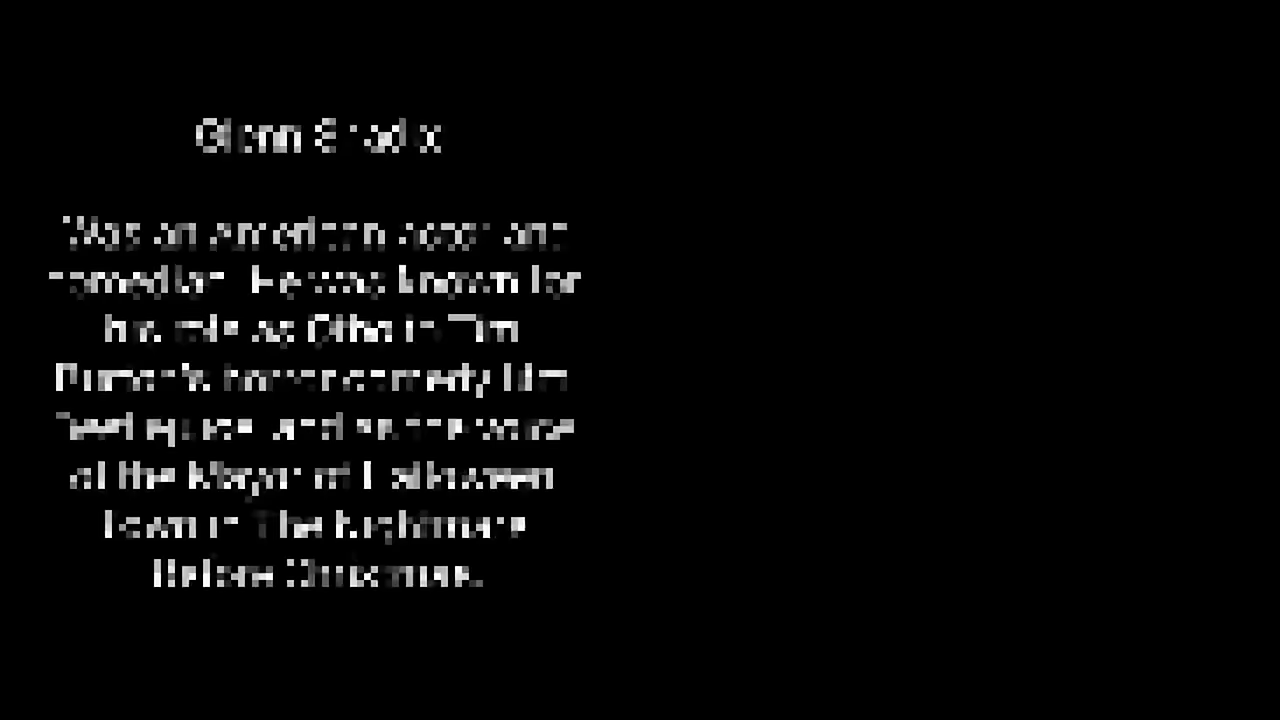 Glenn Shadix
Was an American actor and
comedian. He was known for
his role as Otho in Tim
Burton's horror comedy film
Beetlejuice and as the voice
of the Mayor of Halloween
Town in The Nightmare
Before Christmas.